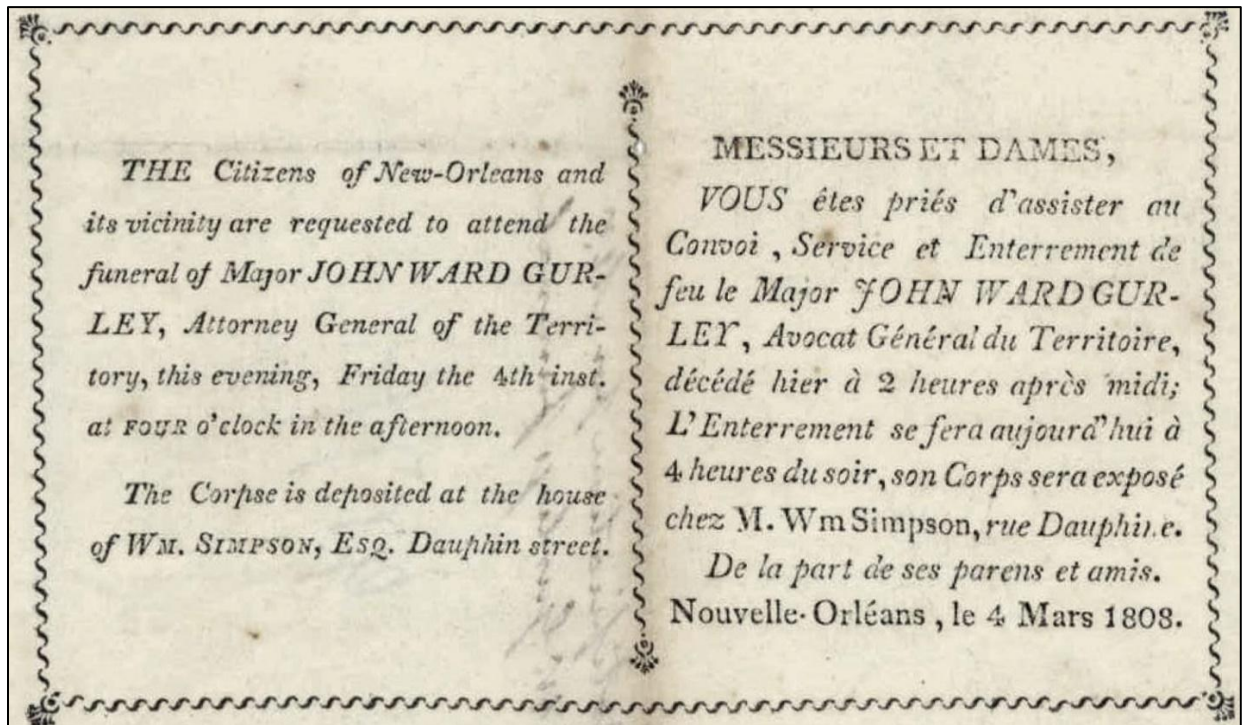 THE Citizens of New-Orleans and
its vicinity are requested to attend the
funeral of Major JOHN WARD GUR-
LEY, Attorney General of the Terri-
tory, this evening, Friday the 4th inst.
at FOUR o'clock in the afternoon.
The Corpse is deposited at the house
of WM. SIMPSON, ESQ. Dauphin street.
MESSIEURS ET DAMES,
VOUS êtes priés d'assister au
Convoi, Service et Enterrement de
feu le Major JOHN WARD GUR-
LEY, Avocat Général du Territoire,
décédé hier à 2 heures après midi;
L'Enterrement se fera aujourd'hui à
4 heures du soir, son Corps sera exposé
chez M. Wm Simpson, rue Dauphine.
De la part de ses parens et amis.
Nouvelle-Orléans, le 4 Mars 1808.